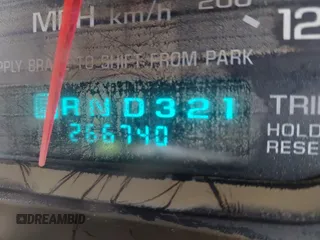 MPH km/h 200
12
APPLY BRAKE TO SHIFT FROM PARK
PRND321
TRI
266740
HOLD
RESE
DREAMBID